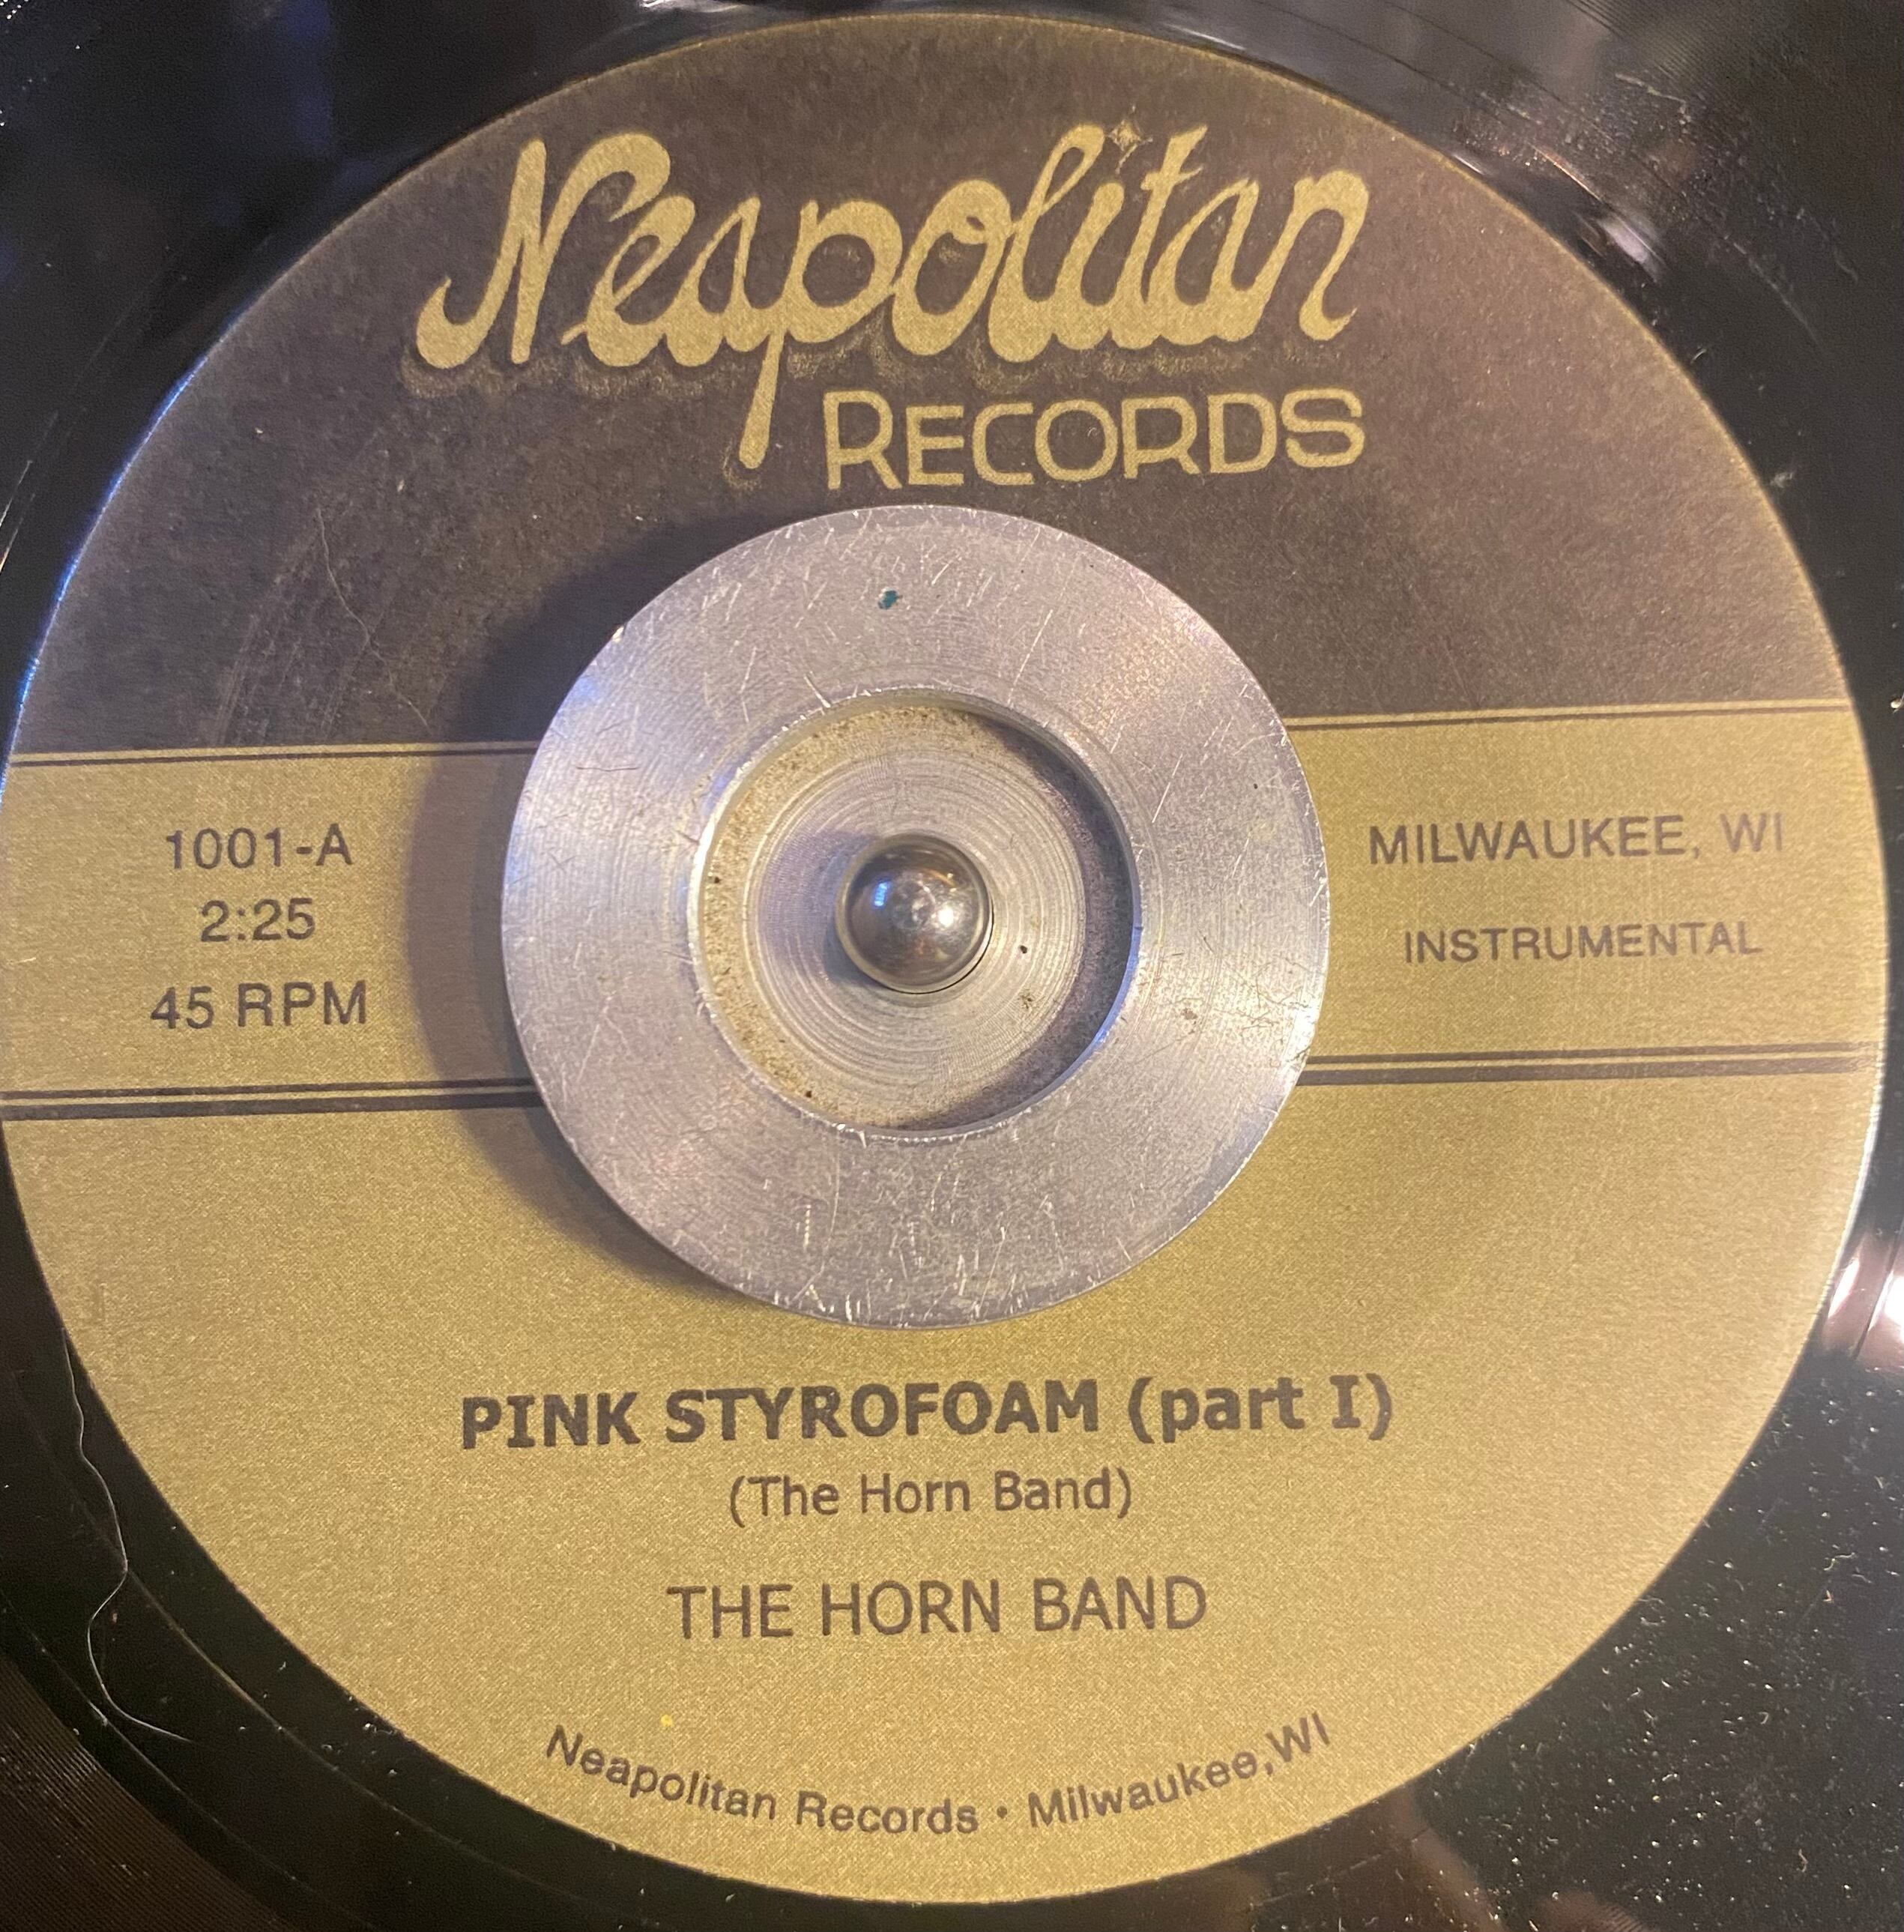 Neapolitan
RECORDS
1001-A
2:25
45 RPM
MILWAUKEE, WI
INSTRUMENTAL
PINK STYROFOAM (part I)
(The Horn Band)
THE HORN BAND
Neapolitan Records • Milwaukee,WI